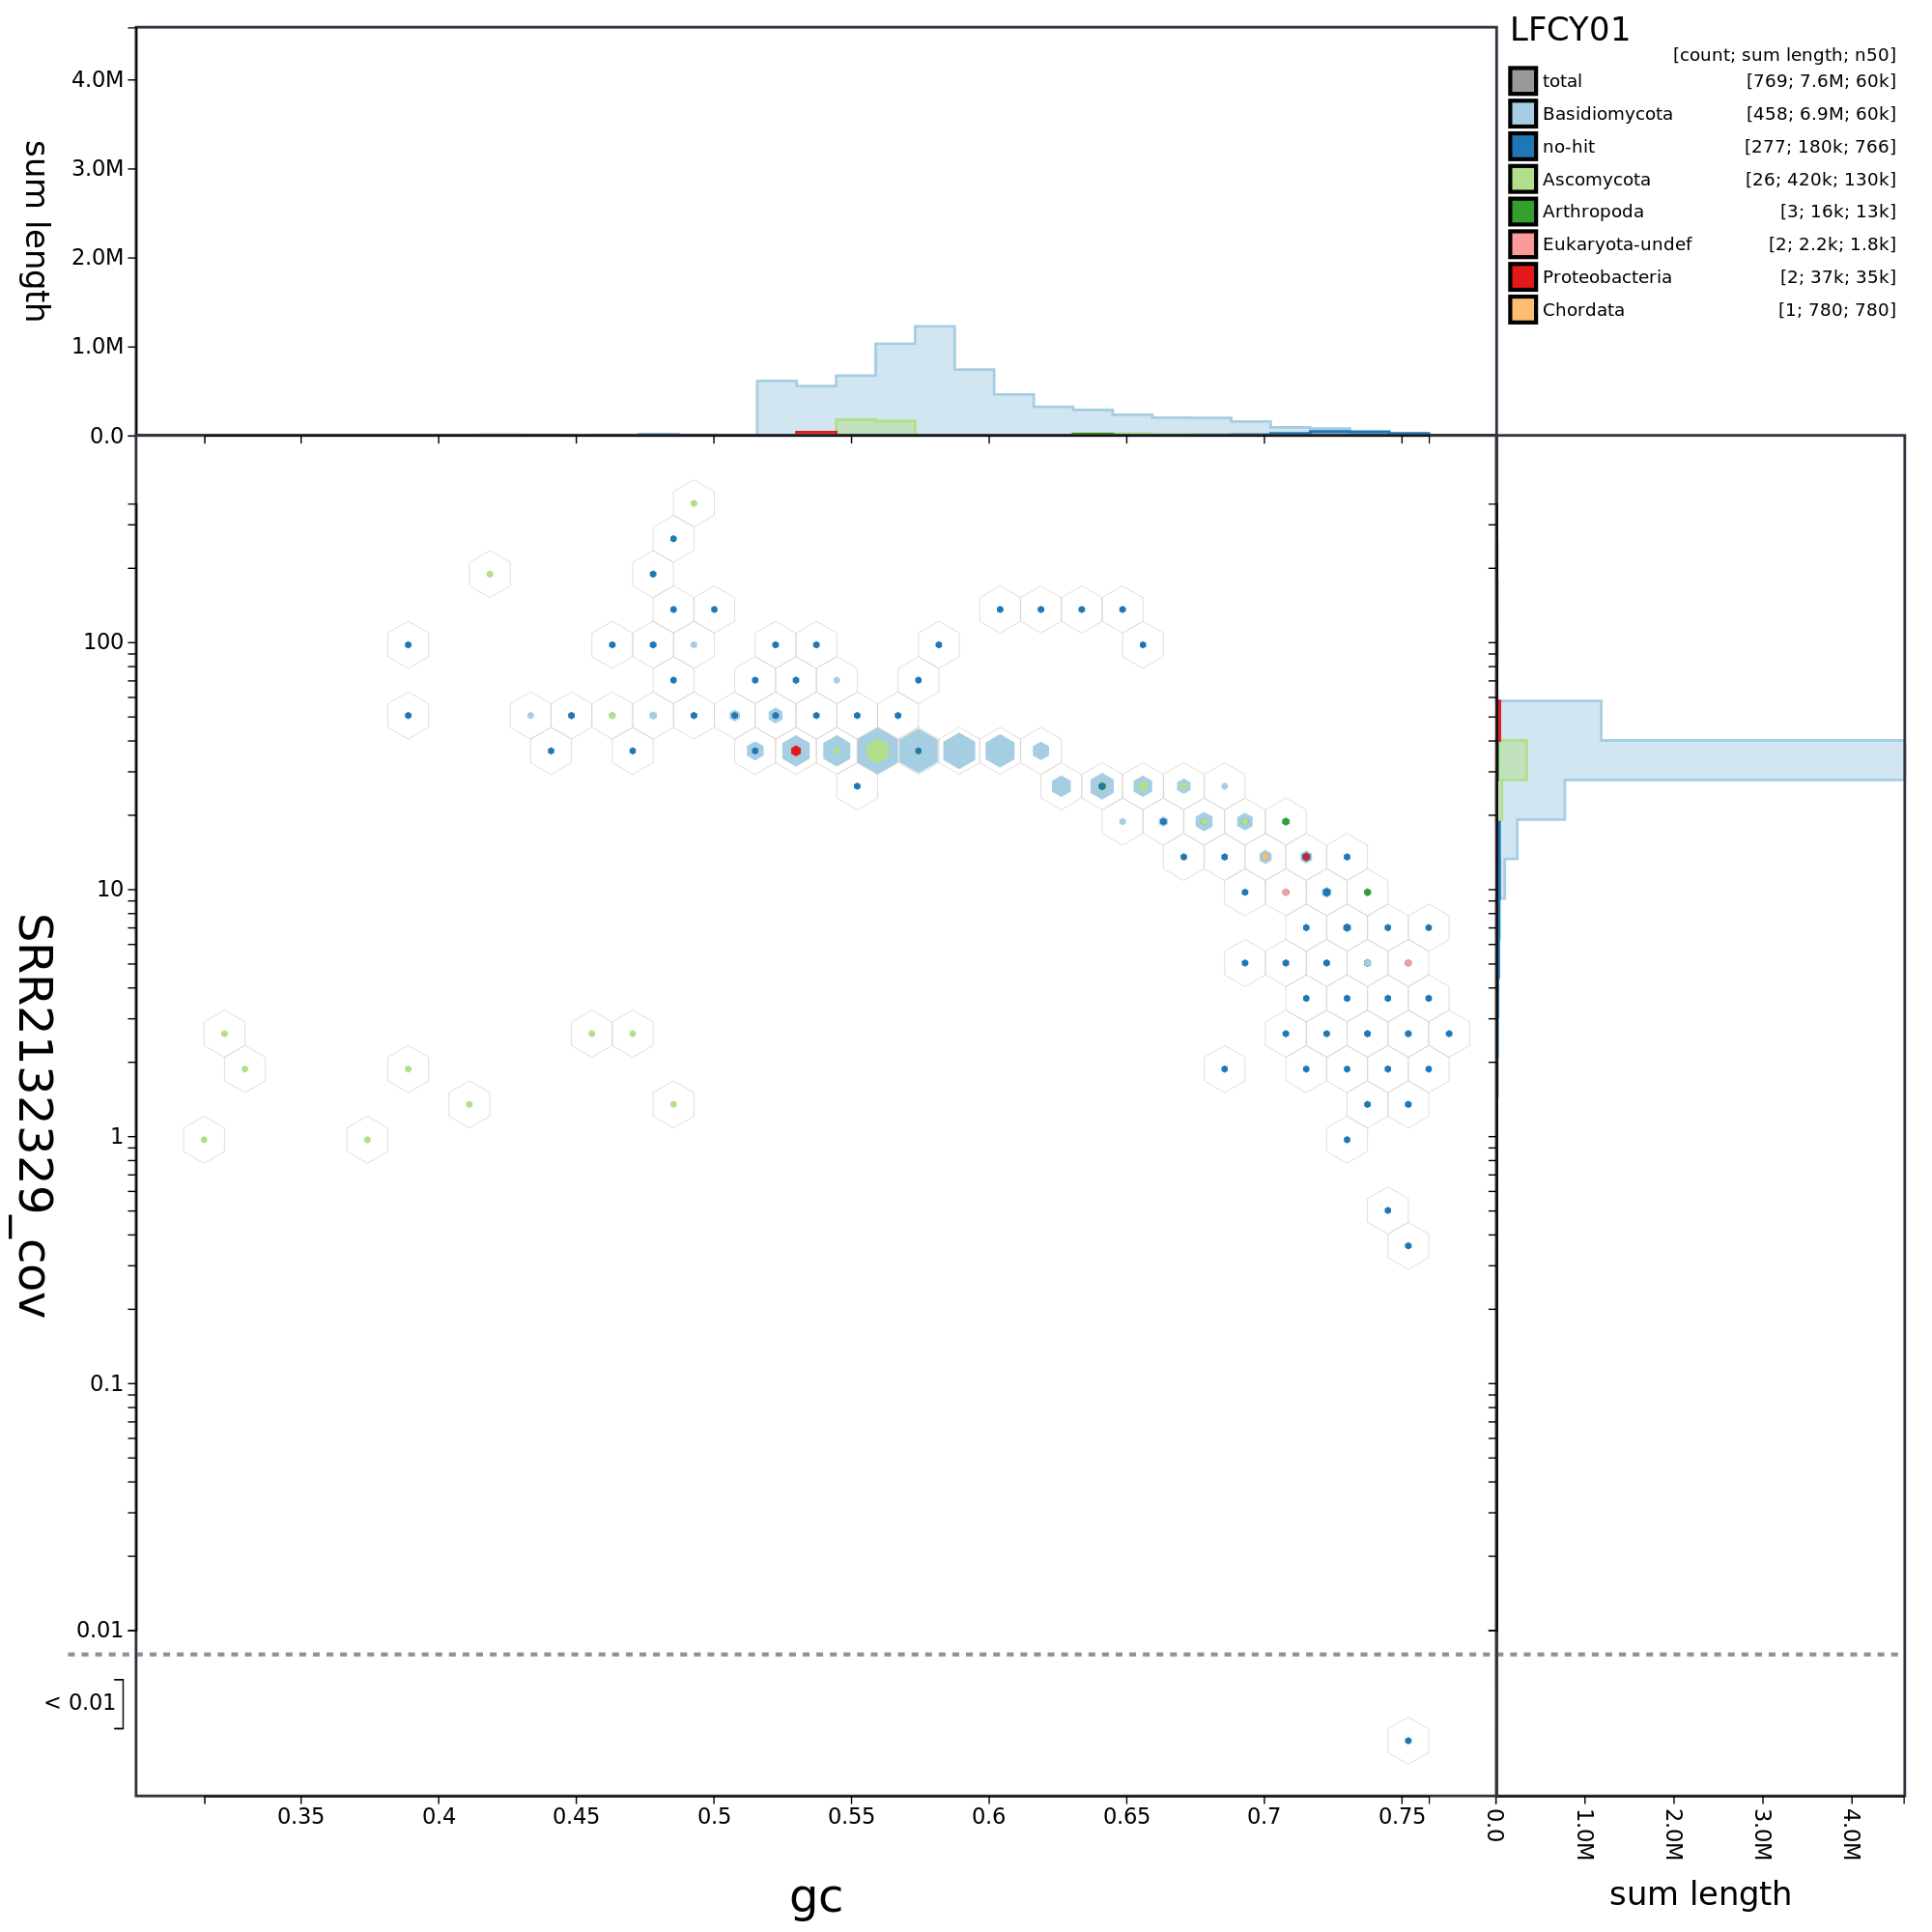 LFCY01
[count; sum length; n50]
total [769; 7.6M; 60k]
Basidiomycota [458; 6.9M; 60k]
no-hit [277; 180k; 766]
Ascomycota [26; 420k; 130k]
Arthropoda [3; 16k; 13k]
Eukaryota-undef [2; 2.2k; 1.8k]
Proteobacteria [2; 37k; 35k]
Chordata [1; 780; 780]
sum length
4.0M
3.0M
2.0M
1.0M
0.0
SRR2132329_cov
100
10
1
0.1
0.01
< 0.01
0.35 0.4 0.45 0.5 0.55 0.6 0.65 0.7 0.75
gc
0.0 1.0M 2.0M 3.0M 4.0M
sum length